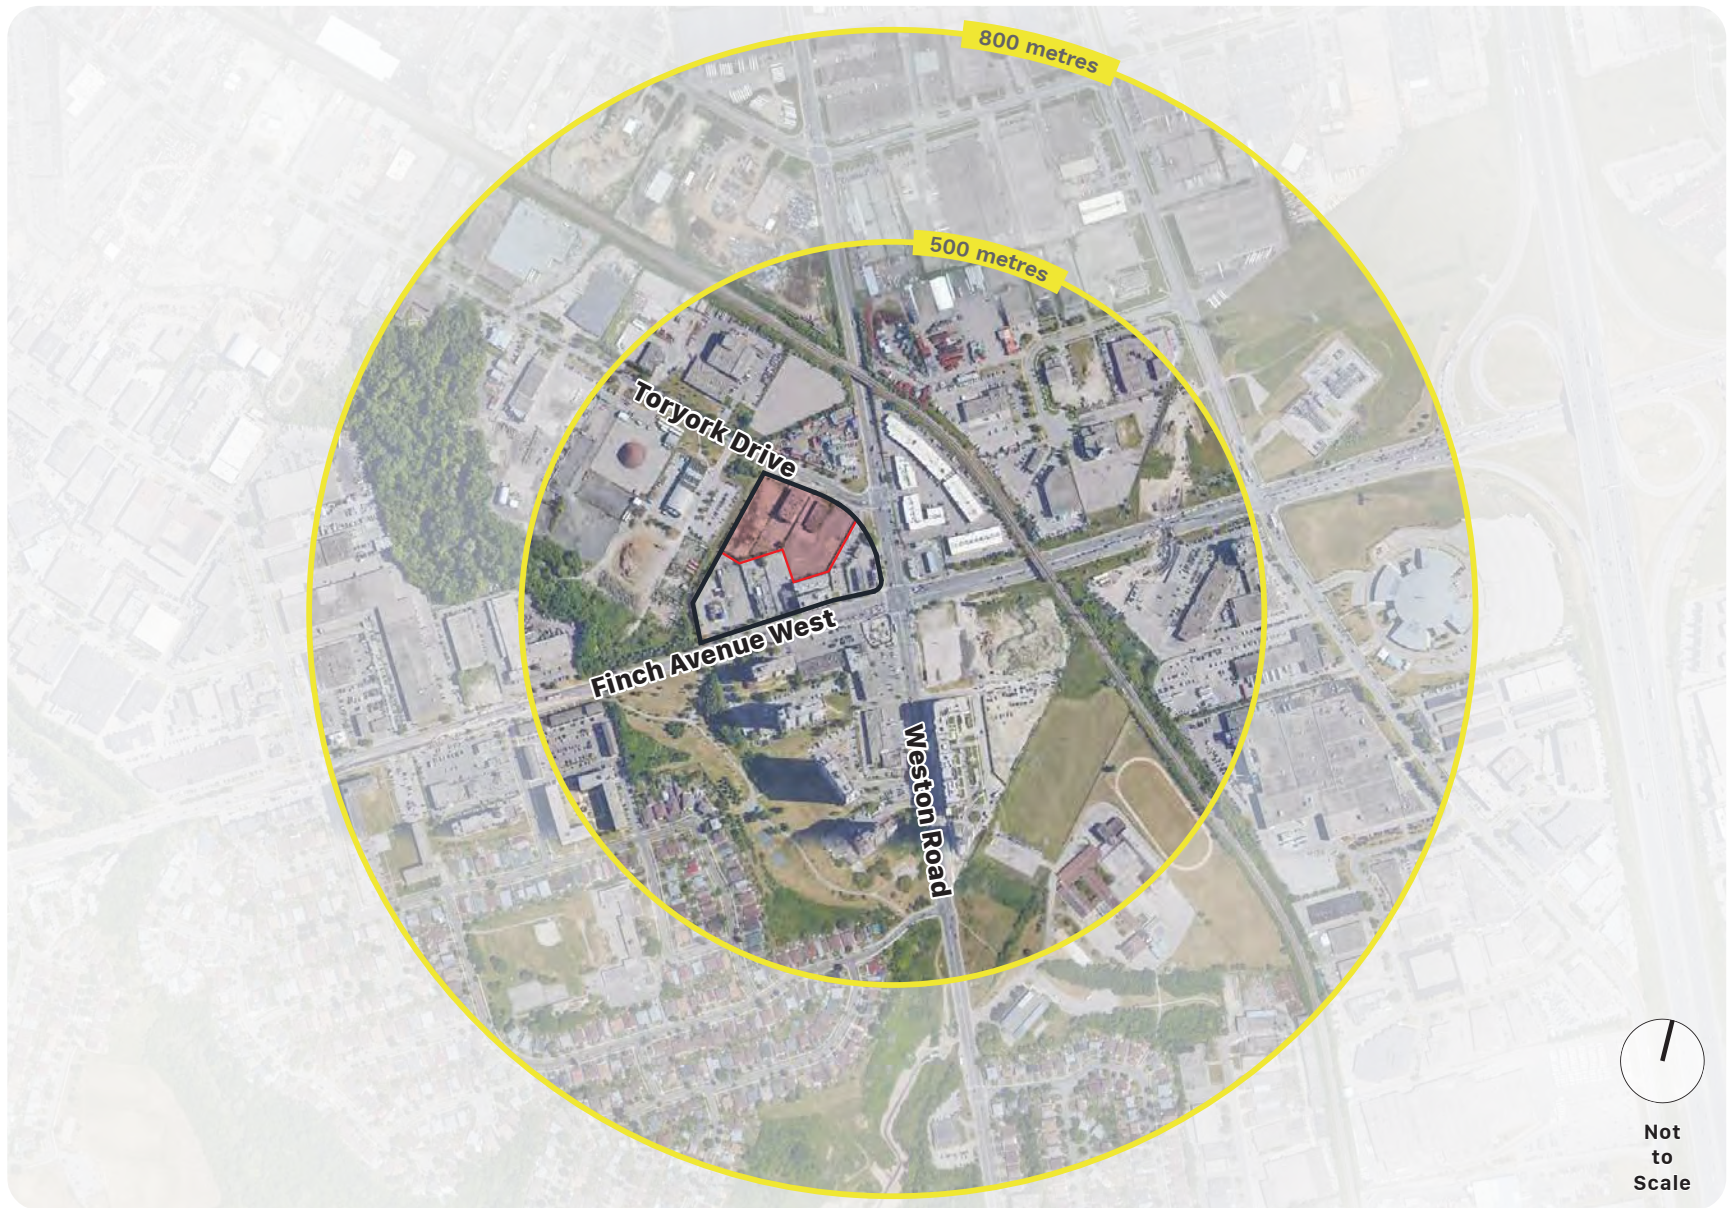 800 metres
500 metres
Toryork Drive
Finch Avenue West
Weston Road
Not
to
Scale